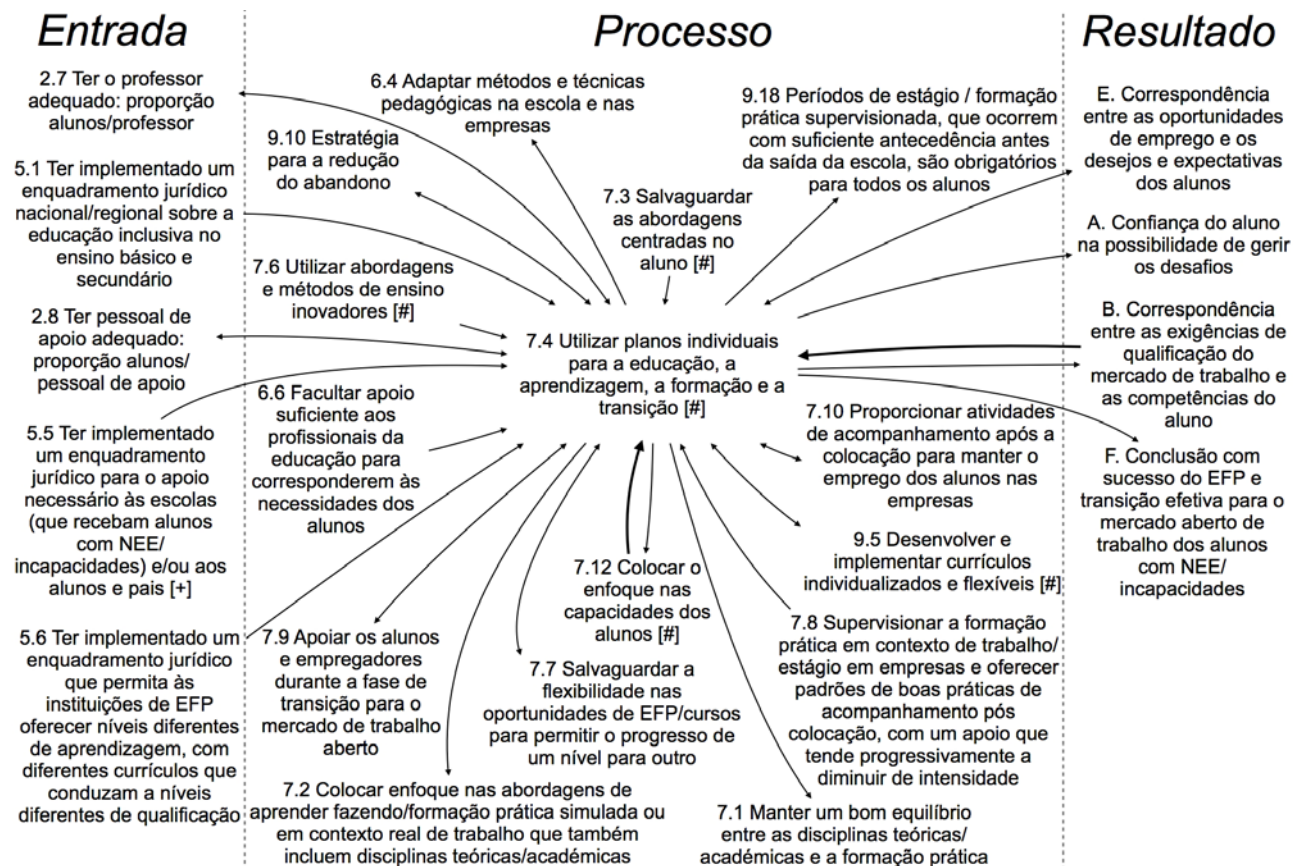 Entrada
Processo
Resultado
2.7 Ter o professor
adequado: proporção
alunos/professor
5.1 Ter implementado um
enquadramento jurídico
nacional/regional sobre a
educação inclusiva no
ensino básico e
secundário
2.8 Ter pessoal de
apoio adequado:
proporção alunos/
pessoal de apoio
5.5 Ter implementado
um enquadramento
jurídico para o apoio
necessário às escolas
(que recebam alunos
com NEE/
incapacidades) e/ou aos
alunos e pais [+]
5.6 Ter implementado um
enquadramento jurídico
que permita às
instituições de EFP
oferecer níveis diferentes
de aprendizagem, com
diferentes currículos que
conduzam a níveis
diferentes de qualificação
6.4 Adaptar métodos e técnicas
pedagógicas na escola e nas
empresas
9.10 Estratégia
para a redução
do abandono
7.6 Utilizar abordagens
e métodos de ensino
inovadores [#]
6.6 Facultar apoio
suficiente aos
profissionais da
educação para
corresponderem às
necessidades dos
alunos
7.3 Salvaguardar
as abordagens
centradas no
aluno [#]
9.18 Períodos de estágio / formação
prática supervisionada, que ocorrem
com suficiente antecedência antes
da saída da escola, são obrigatórios
para todos os alunos
7.4 Utilizar planos individuais
para a educação, a
aprendizagem, a formação e a
transição [#]
7.10 Proporcionar atividades
de acompanhamento após a
colocação para manter o
emprego dos alunos nas
empresas
9.5 Desenvolver e
implementar currículos
individualizados e flexíveis [#]
7.12 Colocar o
enfoque nas
capacidades dos
alunos [#]
7.9 Apoiar os alunos
e empregadores
durante a fase de
transição para o
mercado de trabalho
aberto
7.7 Salvaguardar a
flexibilidade nas
oportunidades de EFP/cursos
para permitir o progresso de
um nível para outro
7.8 Supervisionar a formação
prática em contexto de trabalho/
estágio em empresas e oferecer
padrões de boas práticas de
acompanhamento pós
colocação, com um apoio que
tende progressivamente a
diminuir de intensidade
7.2 Colocar enfoque nas abordagens de
aprender fazendo/formação prática simulada ou
em contexto real de trabalho que também
incluem disciplinas teóricas/académicas
7.1 Manter um bom equilíbrio
entre as disciplinas teóricas/
académicas e a formação prática
E. Correspondência
entre as oportunidades
de emprego e os
desejos e expectativas
dos alunos
A. Confiança do aluno
na possibilidade de gerir
os desafios
B. Correspondência
entre as exigências de
qualificação do
mercado de trabalho e
as competências do
aluno
F. Conclusão com
sucesso do EFP e
transição efetiva para o
mercado aberto de
trabalho dos alunos
com NEE/
incapacidades